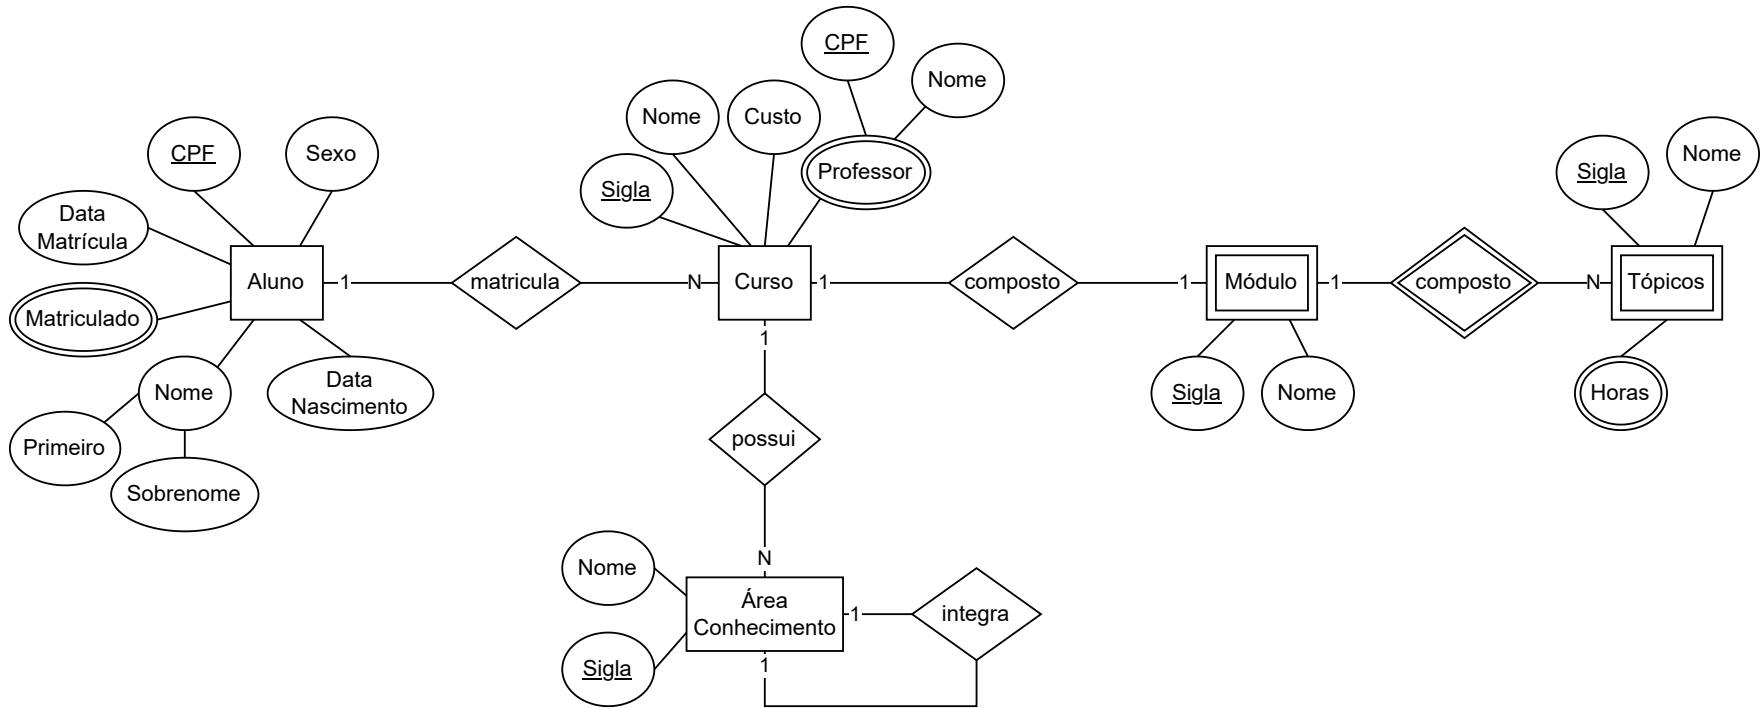 CPF
Nome
Nome
Custo
CPF
Sexo
Professor
Sigla
Nome
Sigla
Data
Matrícula
Aluno
1
matricula
N
Curso
1
composto
1
Módulo
1
composto
N
Tópicos
Matriculado
1
Nome
Data
Nascimento
Sigla
Nome
Horas
Primeiro
possui
Sobrenome
N
Nome
Área
Conhecimento
1
integra
Sigla
1